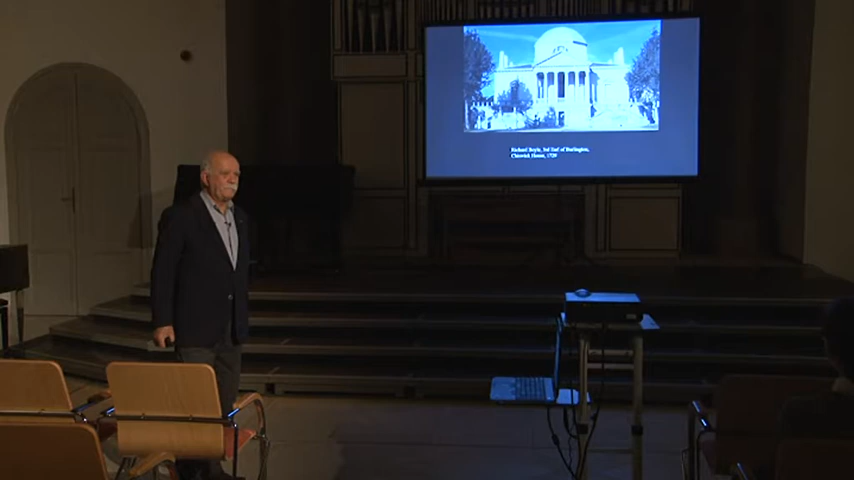 Richard Boyle, 3rd Earl of Burlington,
Chiswick House, 1729